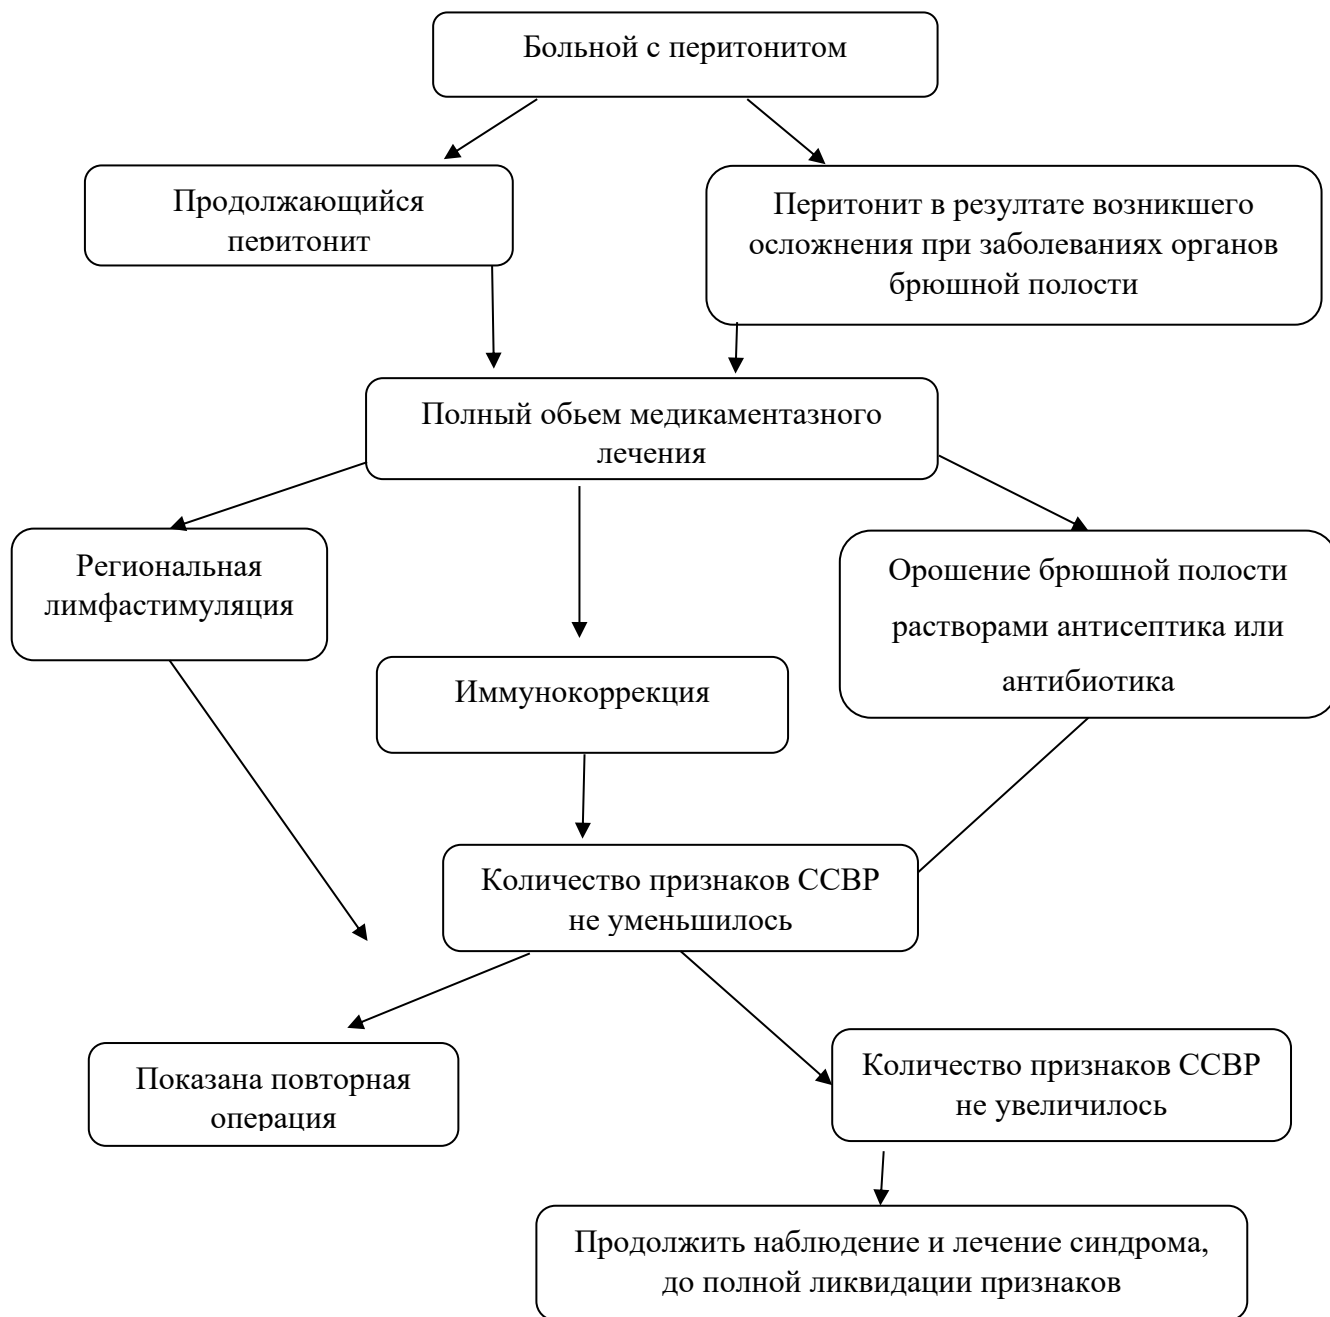 Больной с перитонитом
Продолжающийся
перитонит
Перитонит в резултате возникшего
осложнения при заболеваниях органов
брюшной полости
Полный обьем медикаментазного
лечения
Региональная
лимфастимуляция
Орошение брюшной полости
растворами антисептика или
антибиотика
Иммунокоррекция
Количество признаков ССВР
не уменьшилось
Показана повторная
операция
Количество признаков ССВР
не увеличилось
Продолжить наблюдение и лечение синдрома,
до полной ликвидации признаков